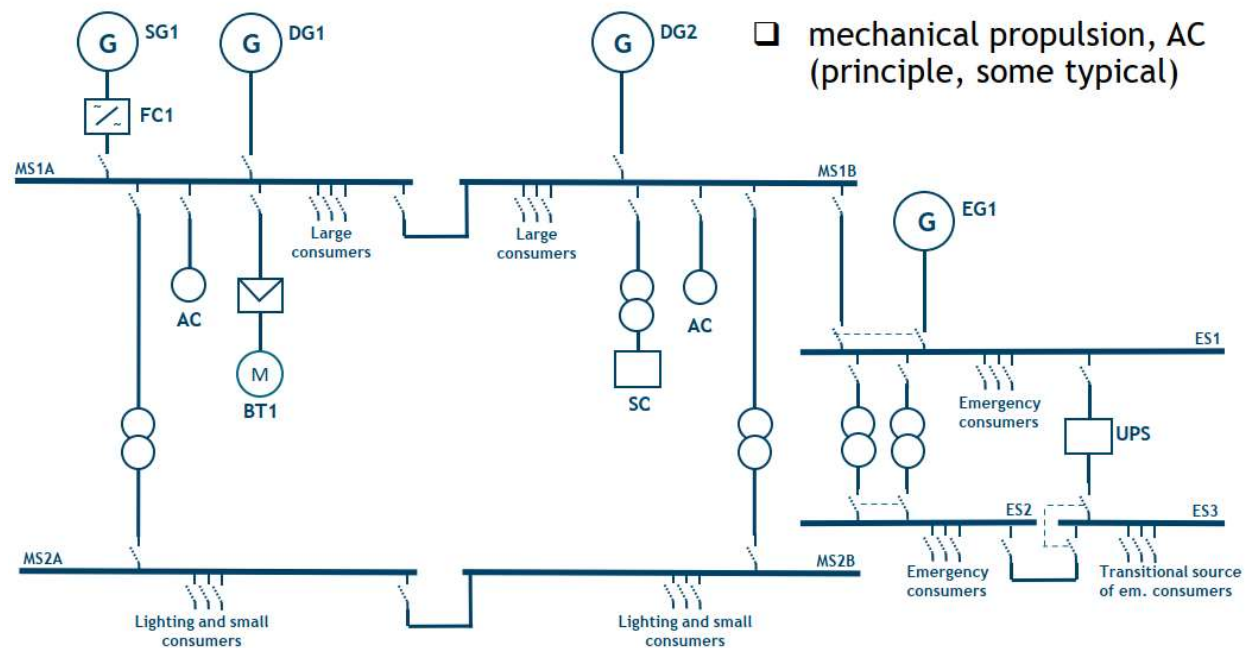 G SG1
G DG1
G DG2
❑ mechanical propulsion, AC
(principle, some typical)
~ ~ FC1
MS1A
MS1B
G EG1
Large
consumers
Large
consumers
AC
AC
M
BT1
SC
ES1
Emergency
consumers
UPS
ES2
ES3
MS2A
MS2B
Lighting and small
consumers
Lighting and small
consumers
Emergency
consumers
Transitional source
of em. consumers